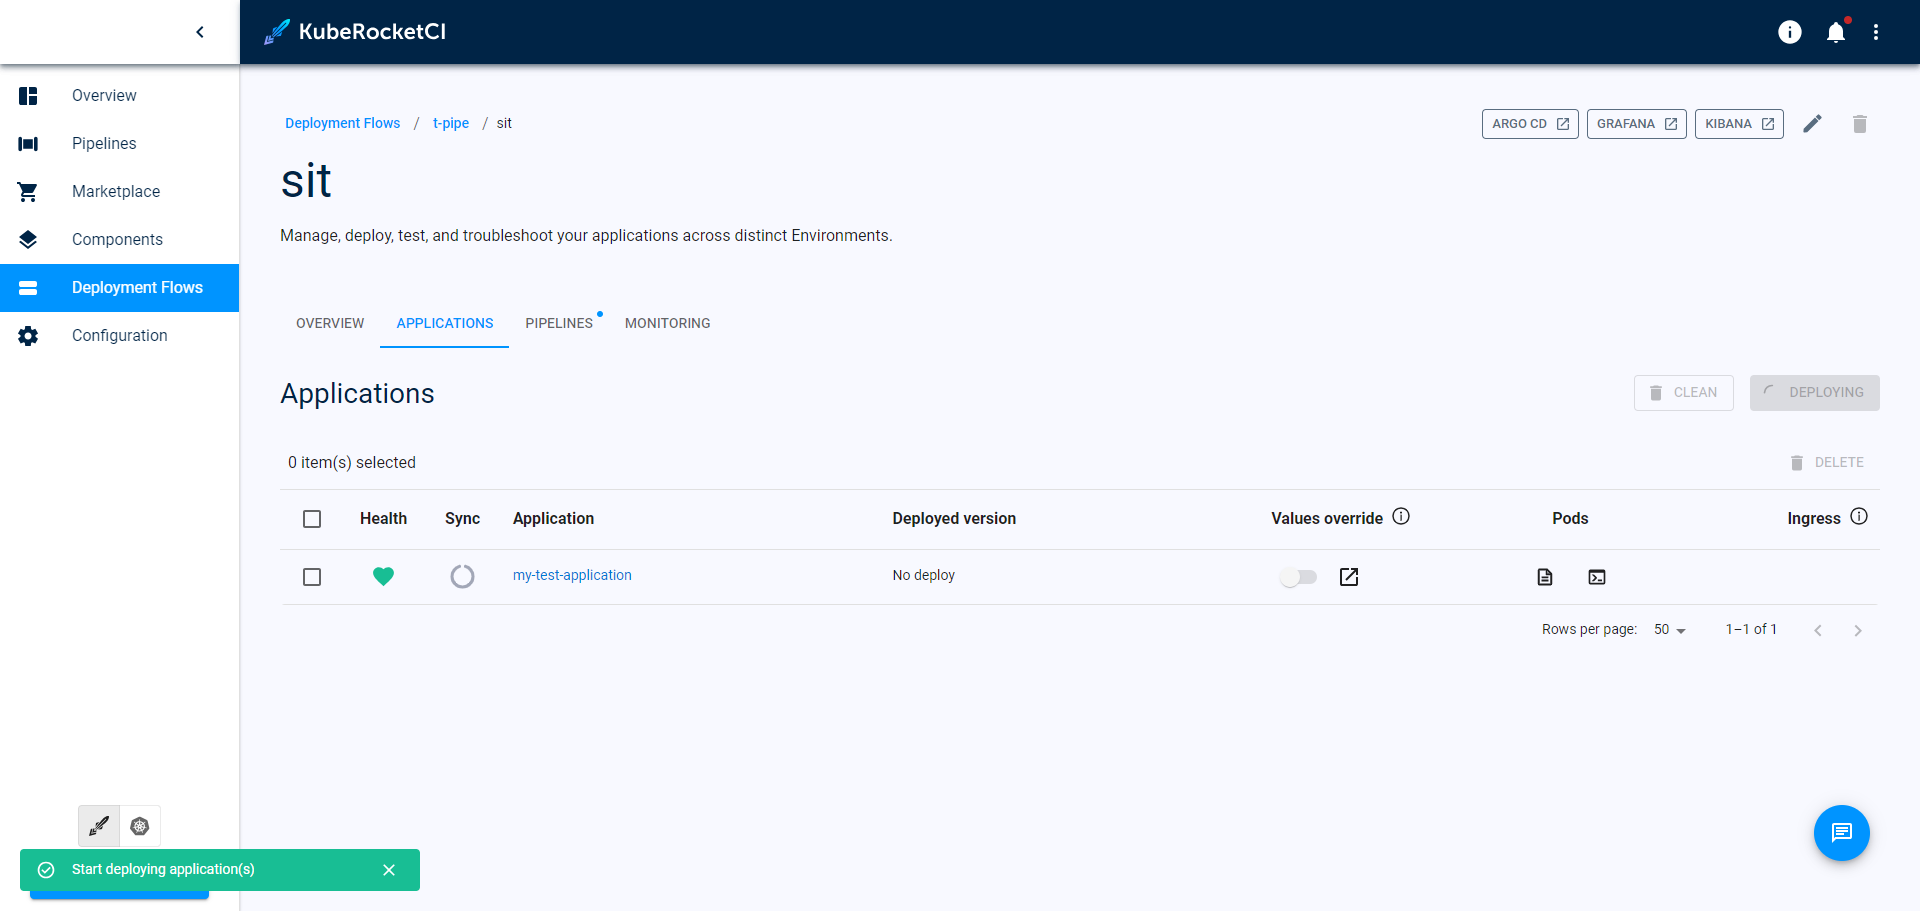 KubeRocketCI
Overview
Pipelines
Marketplace
Components
Deployment Flows
Configuration
Deployment Flows / t-pipe / sit
ARGO CD GRAFANA KIBANA
sit
Manage, deploy, test, and troubleshoot your applications across distinct Environments.
OVERVIEW APPLICATIONS PIPELINES MONITORING
Applications
CLEAN DEPLOYING
0 item(s) selected
DELETE
Health Sync Application Deployed version Values override Pods Ingress
my-test-application No deploy
Rows per page: 50 1–1 of 1
Start deploying application(s)